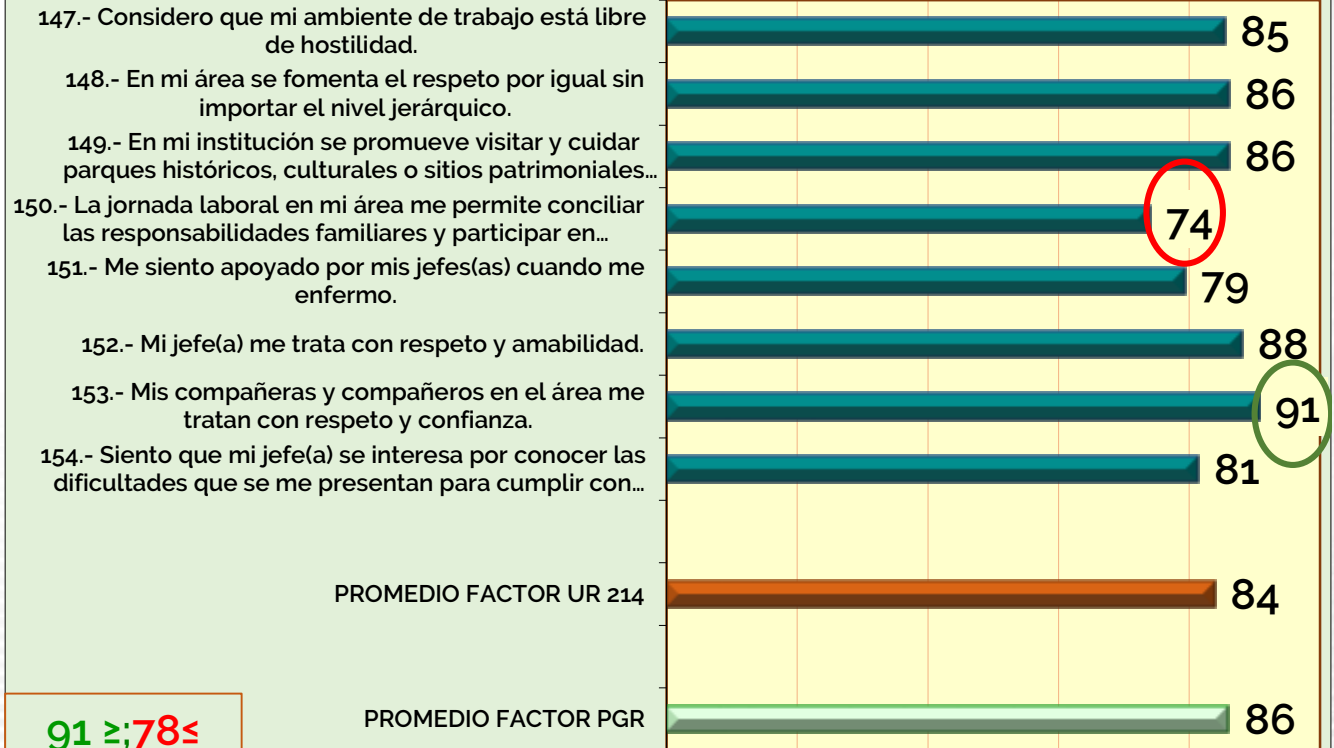 147.- Considero que mi ambiente de trabajo está libre
de hostilidad.
85
148.- En mi área se fomenta el respeto por igual sin
importar el nivel jerárquico.
86
149.- En mi institución se promueve visitar y cuidar
parques históricos, culturales o sitios patrimoniales...
86
150.- La jornada laboral en mi área me permite conciliar
las responsabilidades familiares y participar en...
74
151.- Me siento apoyado por mis jefes(as) cuando me
enfermo.
79
152.- Mi jefe(a) me trata con respeto y amabilidad.
88
153.- Mis compañeras y compañeros en el área me
tratan con respeto y confianza.
91
154.- Siento que mi jefe(a) se interesa por conocer las
dificultades que se me presentan para cumplir con...
81
PROMEDIO FACTOR UR 214
84
PROMEDIO FACTOR PGR
86
91 ≥;78≤